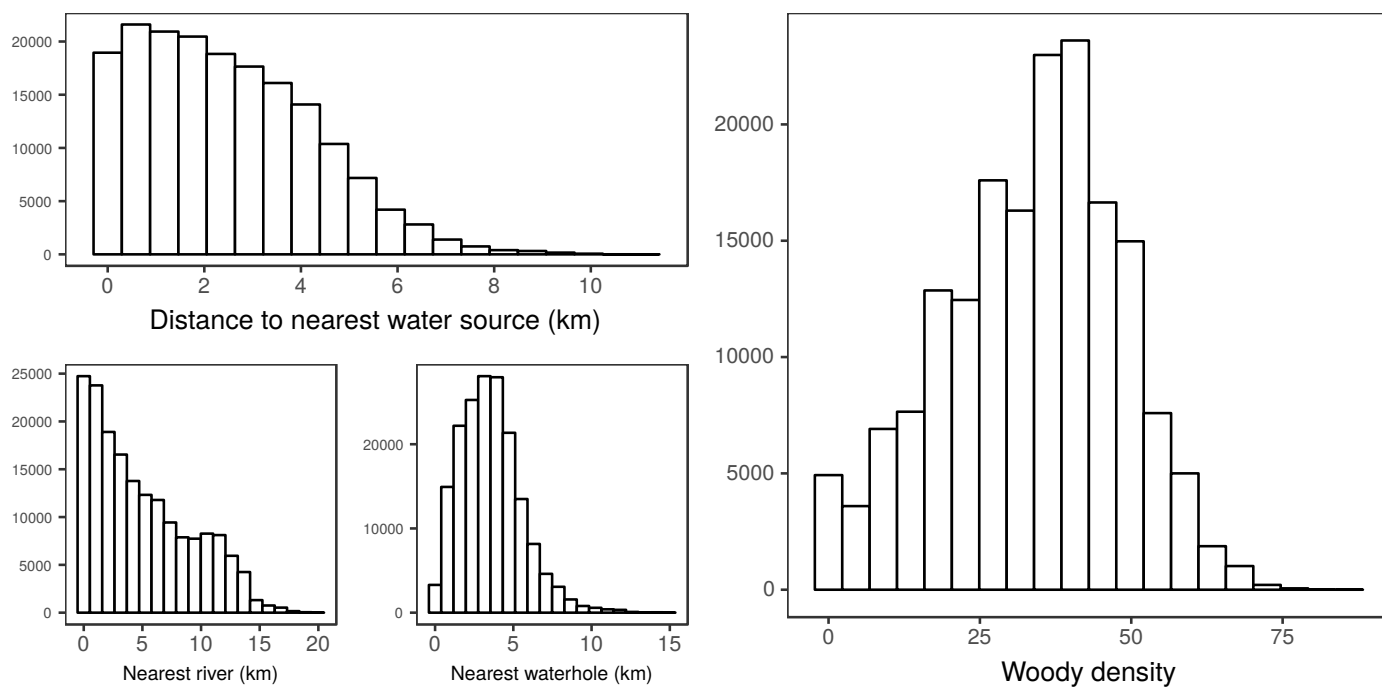 20000
15000
10000
5000
0
0 2 4 6 8 10
Distance to nearest water source (km)
25000
20000
15000
10000
5000
0
0 5 10 15 20
Nearest river (km)
20000
10000
0
0 5 10 15
Nearest waterhole (km)
20000
15000
10000
5000
0
0 25 50 75
Woody density